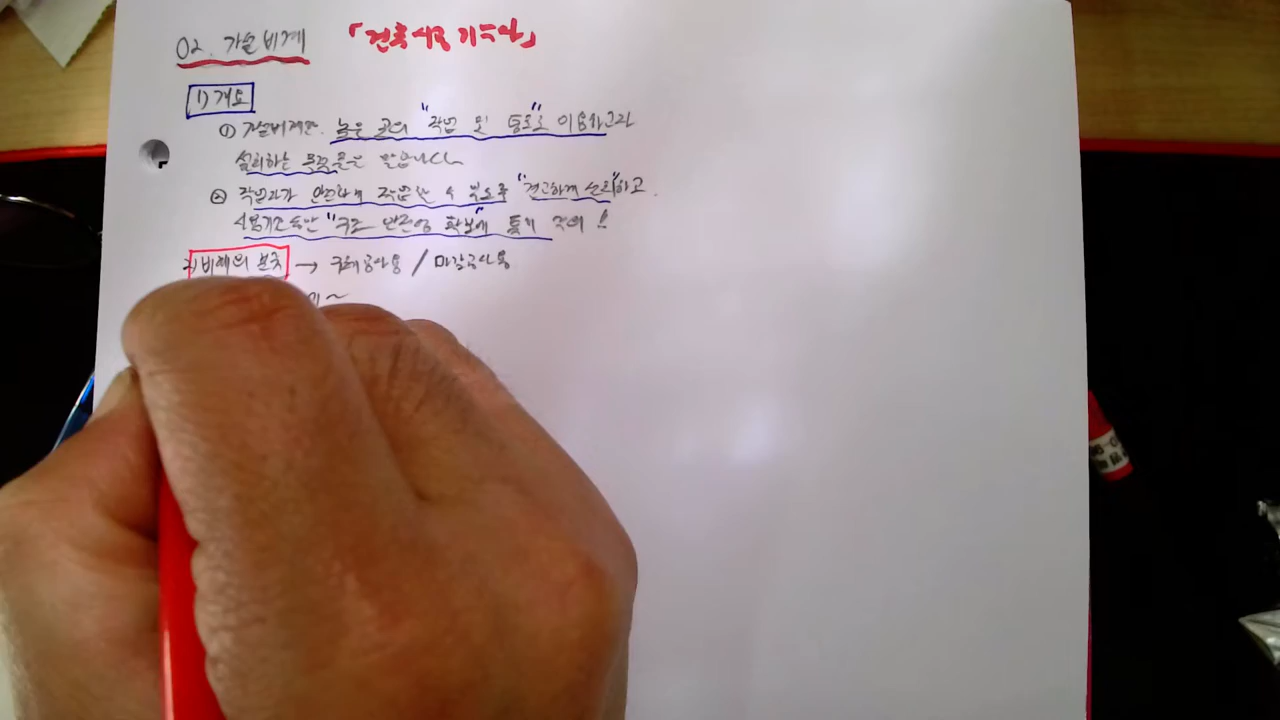 02. 가설비계 「건축시공기술사」
1) 개요
① 가설비계란, 높은 곳의 "작업 및 통로"로 이용하고자
설치하는 구조물을 말합니다
② 작업자가 안전하게 작업할 수 있도록 "견고하게 설치"하고,
사용기간 동안 "구조 안전성 확보"에 특히 주의!!
2) 비계의 분류 → 구체공사용 / 마감공사용